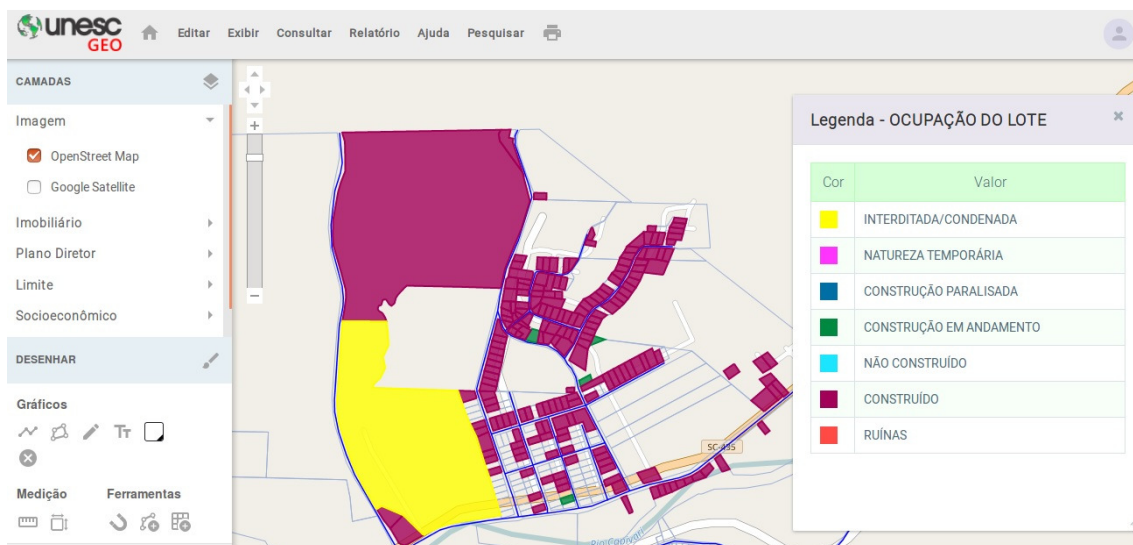 unesc
GEO
Editar Exibir Consultar Relatório Ajuda Pesquisar
CAMADAS
Imagem
OpenStreet Map
Google Satellite
Imobiliário
Plano Diretor
Limite
Socioeconômico
DESENHAR
Gráficos
TT
Medição Ferramentas
SC-435
Legenda - OCUPAÇÃO DO LOTE ×
Cor Valor
INTERDITADA/CONDENADA
NATUREZA TEMPORÁRIA
CONSTRUÇÃO PARALISADA
CONSTRUÇÃO EM ANDAMENTO
NÃO CONSTRUÍDO
CONSTRUÍDO
RUÍNAS